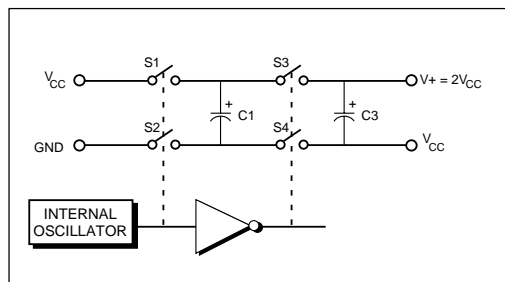 S1 S3
VCC V+ = 2VCC
C1 C3
S2 S4
GND VCC
INTERNAL
OSCILLATOR